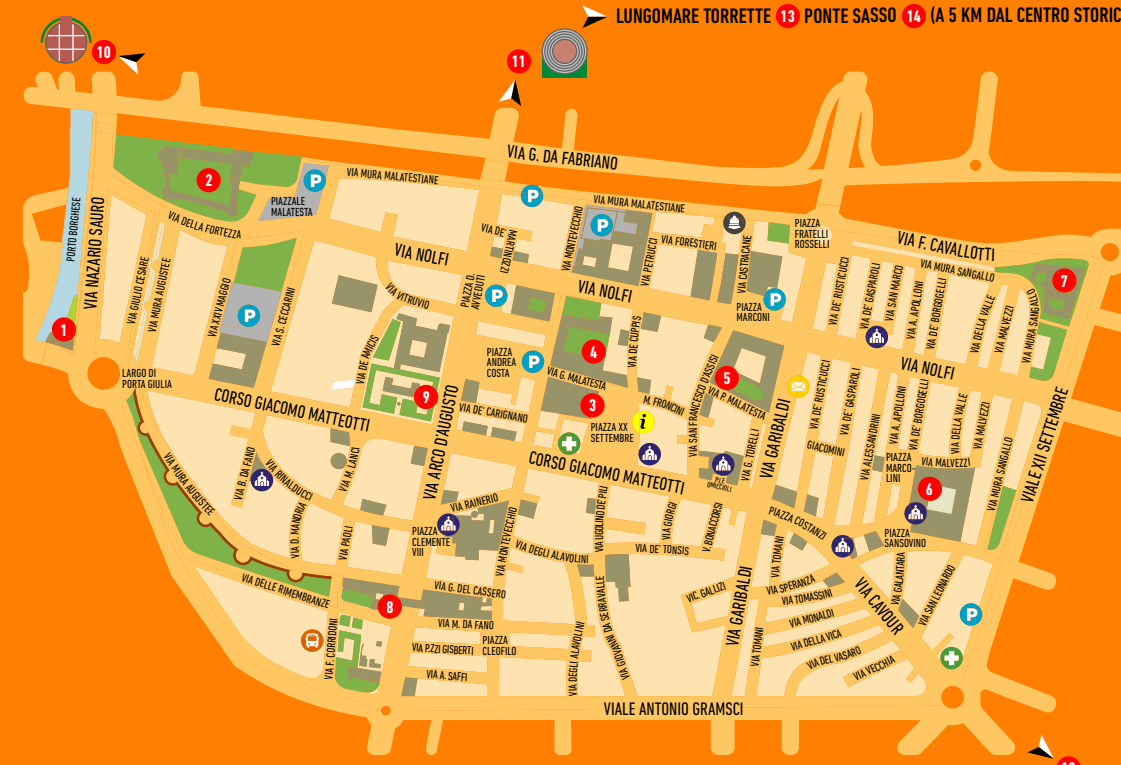 LUNGOMARE TORRETTE 13 PONTE SASSO 14 (A 5 KM DAL CENTRO STORIC
10
11
VIA G. DA FABRIANO
2
P
PIAZZALE
MALATESTA
VIA MURA MALATESTIANE
P
VIA MURA MALATESTIANE
PORTO BORGHESE
VIA NAZARIO SAURO
VIA DELLA FORTEZZA
VIA GIULIO CESARE
VIA MURA AUGUSTEE
VIA XXIV MAGGIO
VIA S. CECCARINI
P
VIA NOLFI
VIA DE'
MARTINOZZI
VIA MONTEVECCHIO
P
VIA PETRUCCI
VIA FORESTIERI
VIA CASTRACANE
PIAZZA
FRATELLI
ROSSELLI
VIA F. CAVALLOTTI
VIA MURA SANGALLO
7
1
VIA VITRUVIO
PIAZZA D.
AVVEDUTI
P
VIA NOLFI
PIAZZA
MARCONI
P
VIA DE' RUSTICUCCI
VIA DE' GASPAROLI
VIA SAN MARCO
VIA A. APOLLONI
VIA DE' BORGOGELLI
VIA DELLA VALLE
VIA MALVEZZI
VIA MURA SANGALLO
LARGO DI
PORTA GIULIA
VIA DE AMICIS
PIAZZA
ANDREA
COSTA
P
4
VIA DE CUPPIS
VIA G. MALATESTA
5
VIA NOLFI
CORSO GIACOMO MATTEOTTI
9
VIA ARCO D'AUGUSTO
VIA DE' CARIGNANO
3
PIAZZA XX
SETTEMBRE
i
M. FRONCINI
VIA SAN FRANCESCO D'ASSISI
VIA P. MALATESTA
VIA GARIBALDI
VIA DE' RUSTICUCCI
VIA DE' GASPAROLI
VIA A. APOLLONI
VIA DE' BORGOGELLI
VIA DELLA VALLE
VIA MALVEZZI
VIALE XII SETTEMBRE
VIA MURA AUGUSTEE
VIA B. DA FANO
VIA RINALDUCCI
VIA M. LANCI
CORSO GIACOMO MATTEOTTI
P.LE
VIA G. TORELLI
GIACOMINI
VIA ALESSANDRINI
PIAZZA
MARCO-
LINI
VIA MALVEZZI
6
VIA MURA SANGALLO
VIA D. MANDRIA
VIA PAOLI
VIA RAINERIO
PIAZZA
CLEMENTE
VIII
VIA MONTEVECCHIO
VIA DEGLI ALAVOLINI
VIA UGOLINO DE PIU
VIA GIORGI
V. BONACCORSI
VIA DE' TONSIS
PIAZZA COSTANZI
PIAZZA
SANSOVINO
VIA DELLE RIMEMBRANZE
8
VIA G. DEL CASSERO
VIA M. DA FANO
VIA P.ZZI GISBERTI
PIAZZA
CLEOFILO
VIA A. SAFFI
VIA F. CORRIDONI
VIA DEGLI ALAVOLINI
VIA GIOVANNI DA SERRAVALLE
VIC. GALLIZI
VIA GARIBALDI
VIA TOMANI
VIA SPERANZA
VIA TOMASSINI
VIA MONALDI
VIA DELLA VICA
VIA DEL VASARO
VIA VECCHIA
VIA TOMANI
VIA CAVOUR
VIA GALANTARA
VIA SAN LEONARDO
P
VIALE ANTONIO GRAMSCI